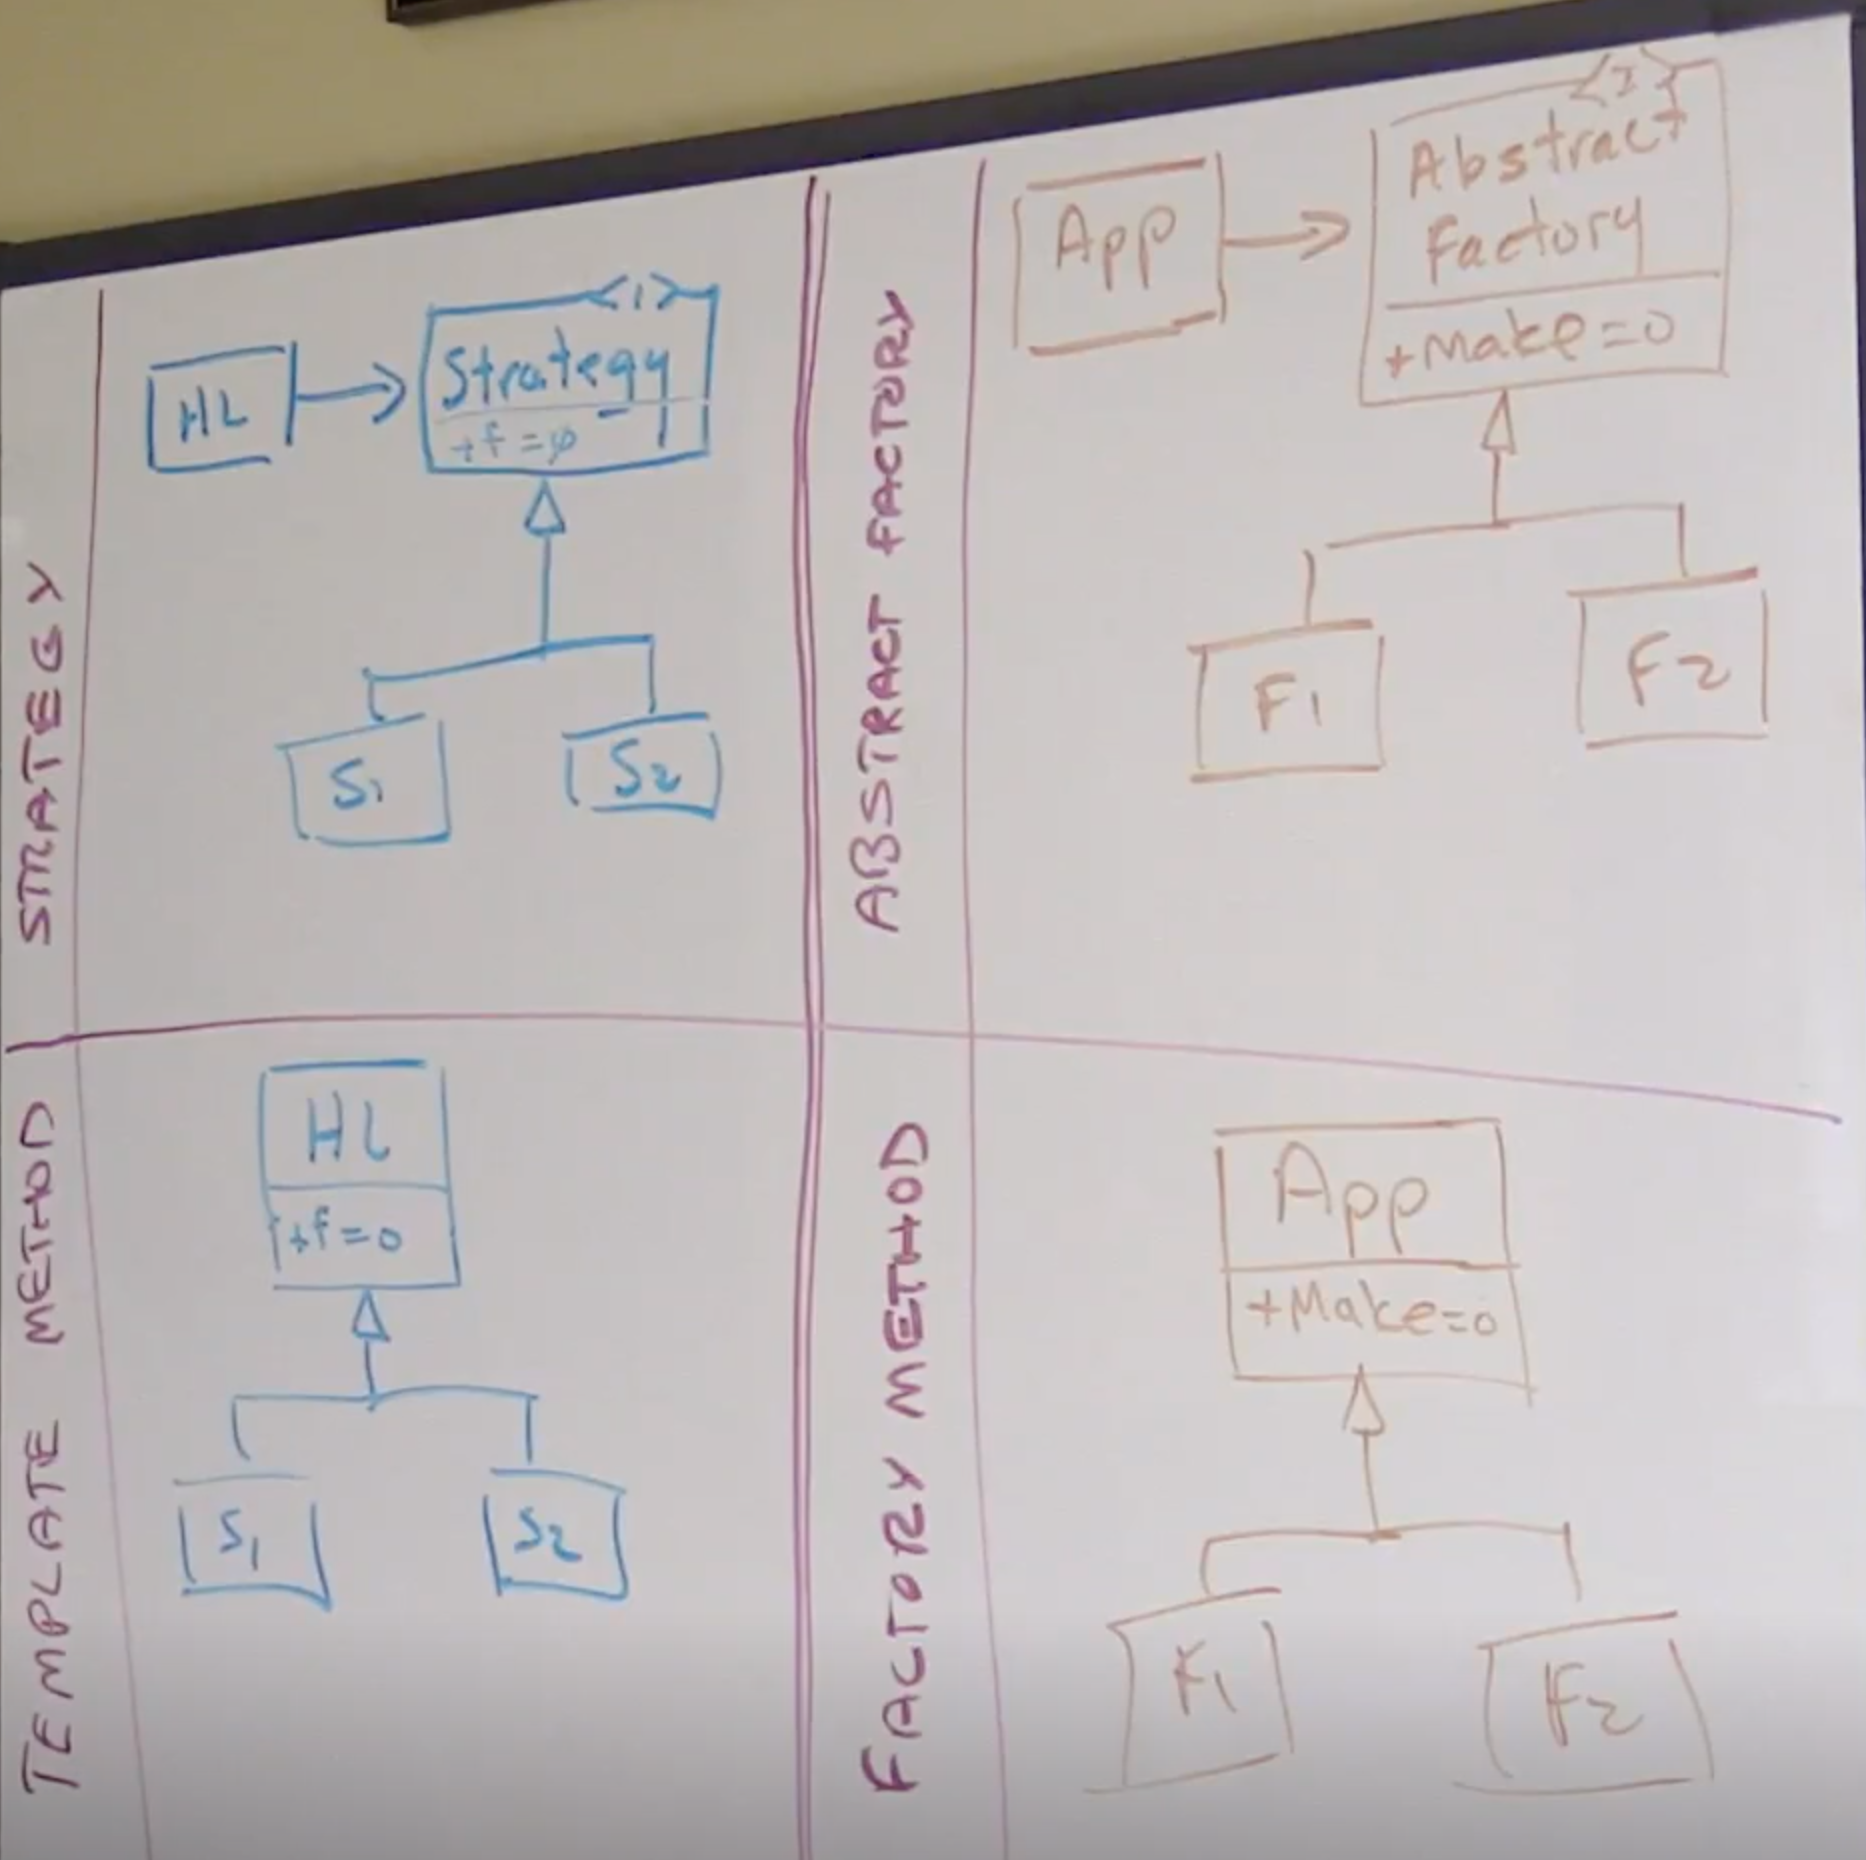 STRATEGY
HL
<1>
Strategy
+f=φ
S1
S2
ABSTRACT FACTORY
App
Abstract
Factory
+Make=0
F1
F2
TEMPLATE METHOD
HL
+f=0
S1
S2
FACTORY METHOD
App
+Make=0
F1
F2